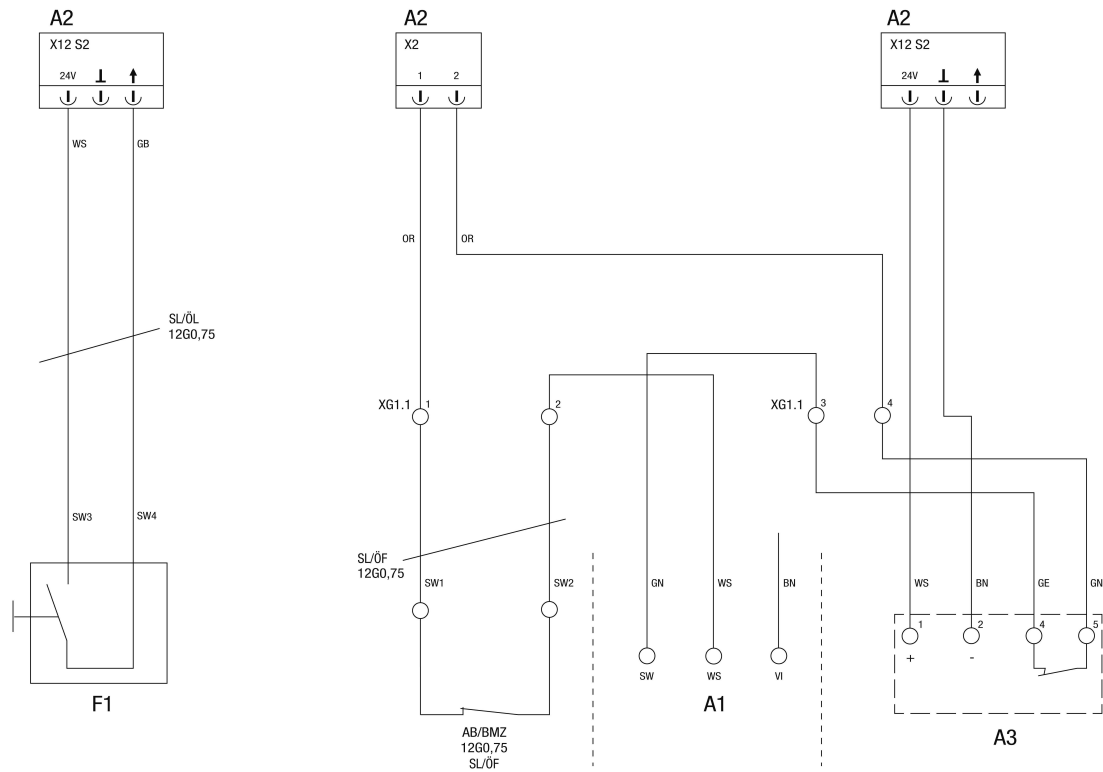 A2
X12 S2
24V
WS
GB
SL/ÖL
12G0,75
SW3
SW4
F1
A2
X2
1
2
OR
OR
XG1.1
1
2
SL/ÖF
12G0,75
SW1
SW2
AB/BMZ
12G0,75
SL/ÖF
GN
WS
BN
SW
WS
VI
A1
XG1.1
3
4
A2
X12 S2
24V
WS
BN
GE
GN
1
2
4
5
+
-
A3